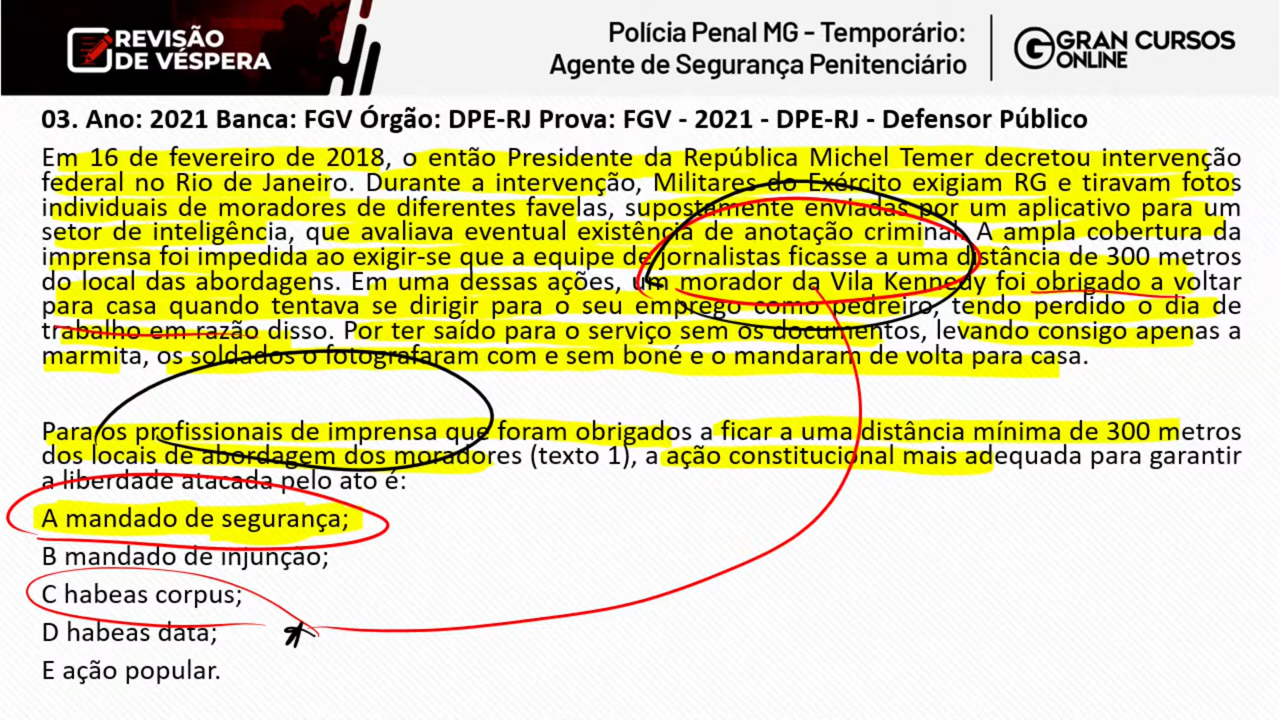 REVISÃO
DE VÉSPERA
Polícia Penal MG - Temporário:
Agente de Segurança Penitenciário
GRAN CURSOS
ONLINE
03. Ano: 2021 Banca: FGV Órgão: DPE-RJ Prova: FGV - 2021 - DPE-RJ - Defensor Público
Em 16 de fevereiro de 2018, o então Presidente da República Michel Temer decretou intervenção
federal no Rio de Janeiro. Durante a intervenção, Militares do Exército exigiam RG e tiravam fotos
individuais de moradores de diferentes favelas, supostamente enviadas por um aplicativo para um
setor de inteligência, que avaliava eventual existência de anotação criminal. A ampla cobertura da
imprensa foi impedida ao exigir-se que a equipe de jornalistas ficasse a uma distância de 300 metros
do local das abordagens. Em uma dessas ações, um morador da Vila Kennedy foi obrigado a voltar
para casa quando tentava se dirigir para o seu emprego como pedreiro, tendo perdido o dia de
trabalho em razão disso. Por ter saído para o serviço sem os documentos, levando consigo apenas a
marmita, os soldados o fotografaram com e sem boné e o mandaram de volta para casa.
Para os profissionais de imprensa que foram obrigados a ficar a uma distância mínima de 300 metros
dos locais de abordagem dos moradores (texto 1), a ação constitucional mais adequada para garantir
a liberdade atacada pelo ato é:
A mandado de segurança;
B mandado de injunção;
C habeas corpus;
D habeas data;
E ação popular.